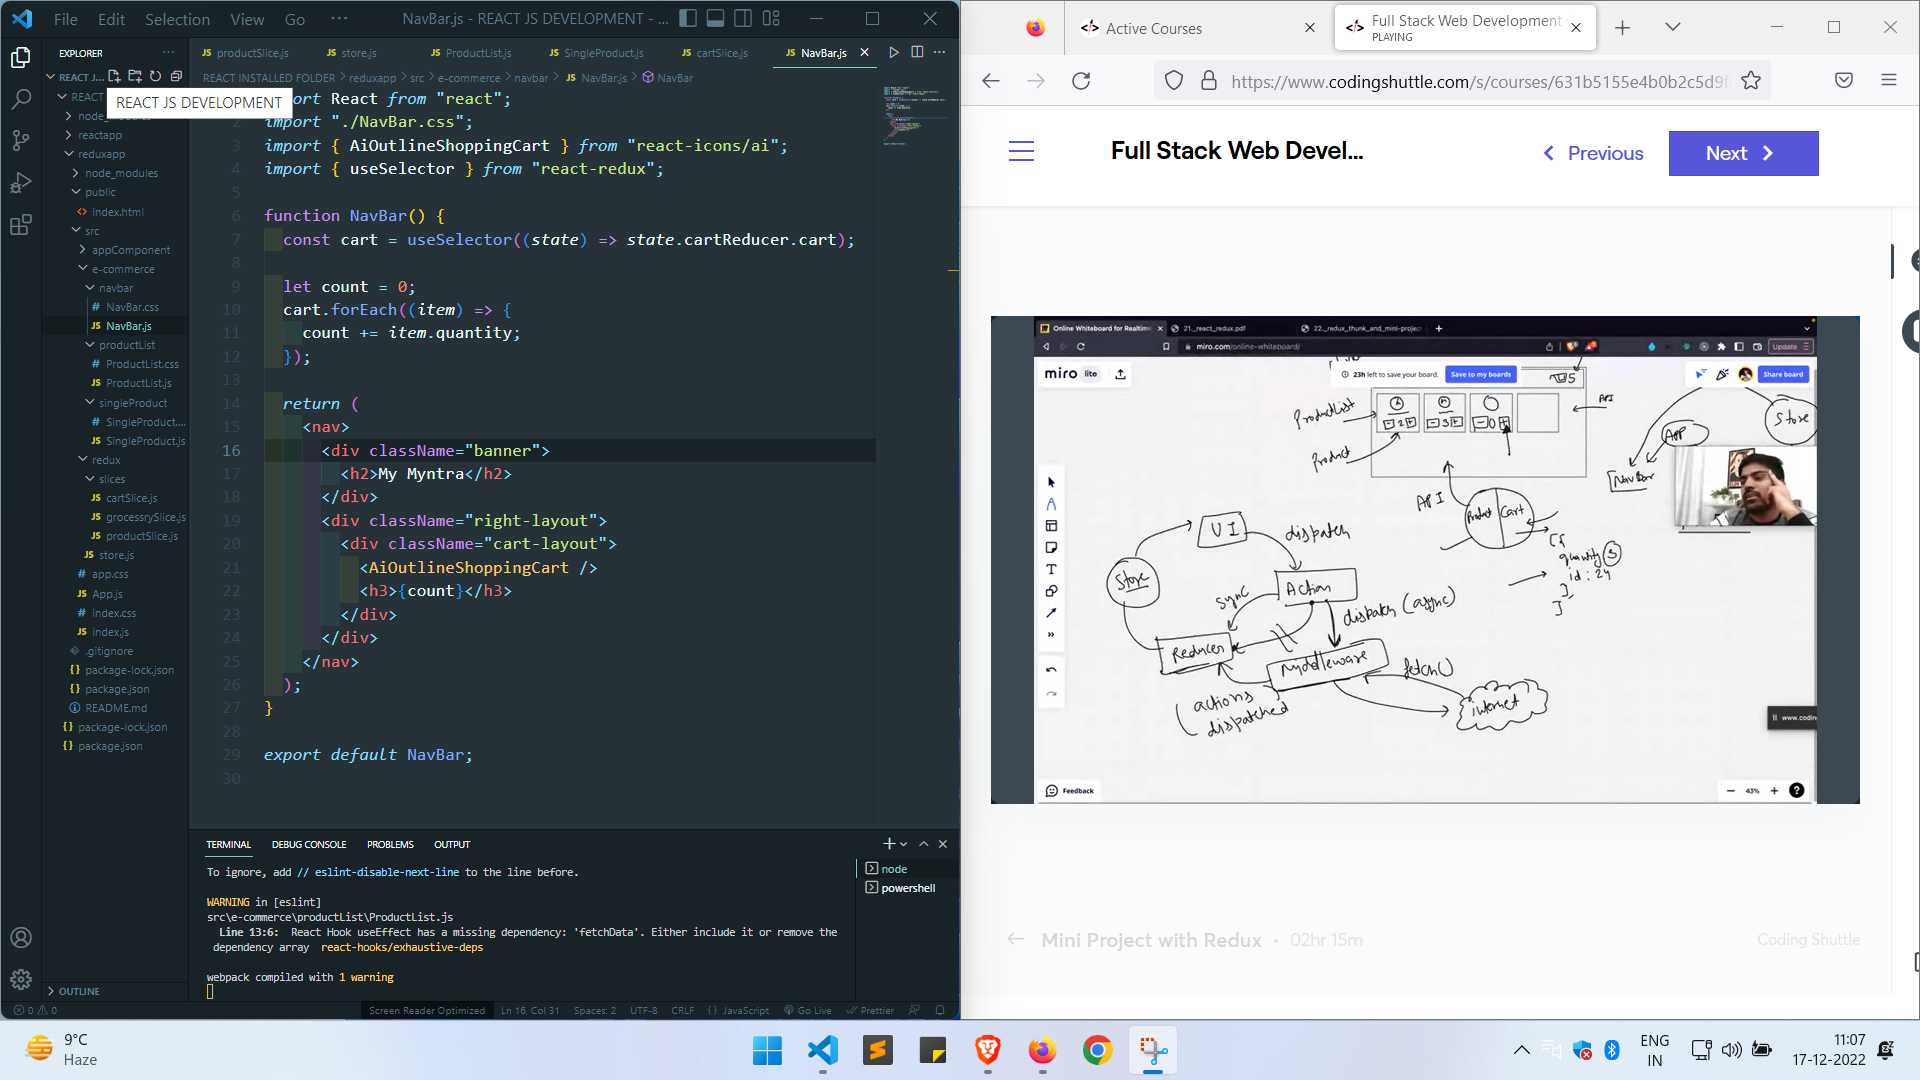 File Edit Selection View Go ··· NavBar.js - REACT JS DEVELOPMENT - ...
EXPLORER
REACT J...
REACT JS DEVELOPMENT
REACT
node_modules
reactapp
reduxapp
node_modules
public
index.html
src
appComponent
e-commerce
navbar
NavBar.css
NavBar.js
productList
ProductList.css
ProductList.js
singleProduct
SingleProduct....
SingleProduct.js
redux
slices
cartSlice.js
grocessrySlice.js
productSlice.js
store.js
app.css
App.js
index.css
index.js
.gitignore
package-lock.json
package.json
README.md
package-lock.json
package.json
OUTLINE
productSlice.js store.js ProductList.js SingleProduct.js cartSlice.js NavBar.js
REACT INSTALLED FOLDER > reduxapp > src > e-commerce > navbar > NavBar.js > NavBar
port React from "react";
2 import "./NavBar.css";
3 import { AiOutlineShoppingCart } from "react-icons/ai";
4 import { useSelector } from "react-redux";
5
6 function NavBar() {
7 const cart = useSelector((state) => state.cartReducer.cart);
8
9 let count = 0;
10 cart.forEach((item) => {
11 count += item.quantity;
12 });
13
14 return (
15 <nav>
16 <div className="banner">
17 <h2>My Myntra</h2>
18 </div>
19 <div className="right-layout">
20 <div className="cart-layout">
21 <AiOutlineShoppingCart />
22 <h3>{count}</h3>
23 </div>
24 </div>
25 </nav>
26 );
27 }
28
29 export default NavBar;
30
TERMINAL DEBUG CONSOLE PROBLEMS OUTPUT
node
powershell
To ignore, add // eslint-disable-next-line to the line before.
WARNING in [eslint]
src\e-commerce\productList\ProductList.js
Line 13:6: React Hook useEffect has a missing dependency: 'fetchData'. Either include it or remove the
dependency array react-hooks/exhaustive-deps
webpack compiled with 1 warning
0 0 Screen Reader Optimized Ln 16, Col 31 Spaces: 2 UTF-8 CRLF {} JavaScript Go Live Prettier
Active Courses
Full Stack Web Development
PLAYING
https://www.codingshuttle.com/s/courses/631b5155e4b0b2c5d9f
Full Stack Web Devel...
Previous
Next
Online Whiteboard for Realtime 21._react_redux.pdf 22._redux_thunk_and_mini-projec
miro.com/online-whiteboard/
Update
miro lite
23h left to save your board. Save to my boards
Share board
5
ProductList
API
2 3 0
Product
Store
APP
NavBar
API
Product Cart
quantity 3
id: 24
UI
dispatch
Store
Action
sync
dispatch (async)
Reducer
Middleware
fetch()
actions
dispatched
internet
www.codin
Feedback
43%
Mini Project with Redux · 02hr 15m
Coding Shuttle
9°C
Haze
ENG
IN
11:07
17-12-2022